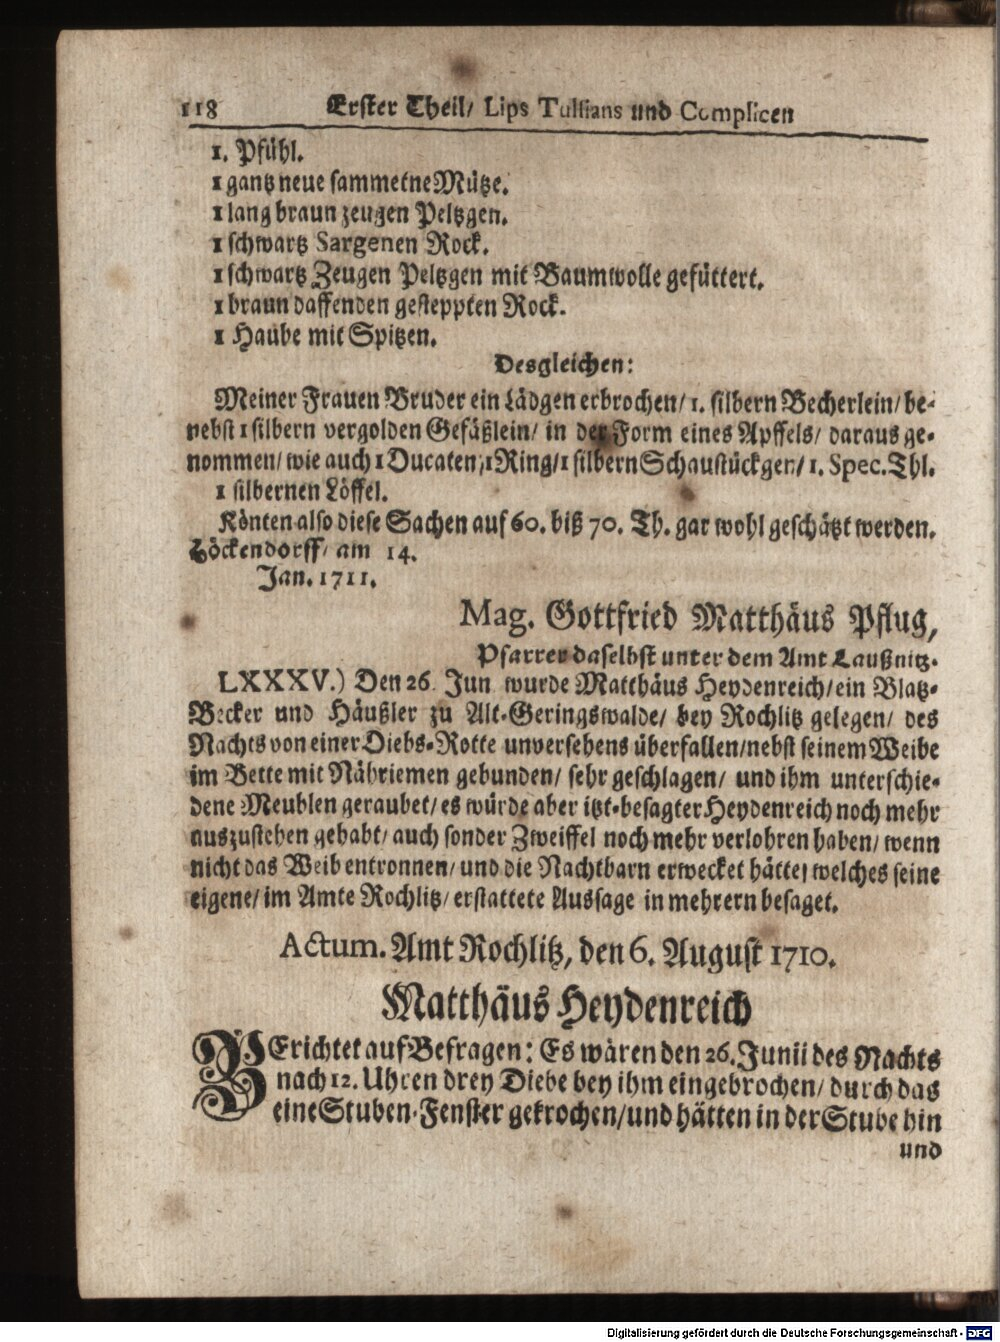 118 Erster Theil/ Lips Tullians und Complicen
1. Pfühl.
1 gantz neue sammetne Mütze.
1 lang braun zeugen Peltzgen.
1 schwartz Sargenen Rock.
1 schwartz Zeugen Peltzgen mit Baumwolle gefüttert.
1 braun daffenden gesteppten Rock.
1 Haube mit Spitzen.
Desgleichen:
Meiner Frauen Bruder ein Lädgen erbrochen/ 1. silbern Becherlein/ be-
nebst 1 silbern vergolden Gefäßlein/ in der Form eines Apffels/ daraus ge-
nommen/ wie auch 1 Ducaten, 1 Ring/ 1 silbern Schaustückgen/ 1. Spec. Thl.
1 silbernen Löffel.
Könten also diese Sachen auf 60. biß 70. Th. gar wohl geschätzt werden.
Höckendorff/ am 14.
Jan. 1711.
Mag. Gottfried Matthäus Pflug,
Pfarrer daselbst unter dem Amt Laußnitz.
LXXXV.) Den 26. Jun wurde Matthäus Heydenreich/ ein Blatz-
Becker und Häußler zu Alt-Geringswalde/ bey Rochlitz gelegen/ des
Nachts von einer Diebs-Rotte unversehens überfallen/ nebst seinem Weibe
im Bette mit Nähriemen gebunden/ sehr geschlagen/ und ihm unterschie-
dene Meublen geraubet/ es würde aber itzt-besagter Heydenreich noch mehr
auszustehen gehabt/ auch sonder Zweiffel noch mehr verlohren haben/ wenn
nicht das Weib entronnen/ und die Nachtbarn erwecket hätte/ welches seine
eigene/ im Amte Rochlitz/ erstattete Aussage in mehrern besaget.
Actum. Amt Rochlitz, den 6. August 1710.
Matthäus Heydenreich
BErichtet auf Befragen: Es wären den 26. Junii des Nachts
nach 12. Uhren drey Diebe bey ihm eingebrochen/ durch das
eine Stuben-Fenster gekrochen/ und hätten in der Stube hin
und
Digitalisierung gefördert durch die Deutsche Forschungsgemeinschaft - DFG